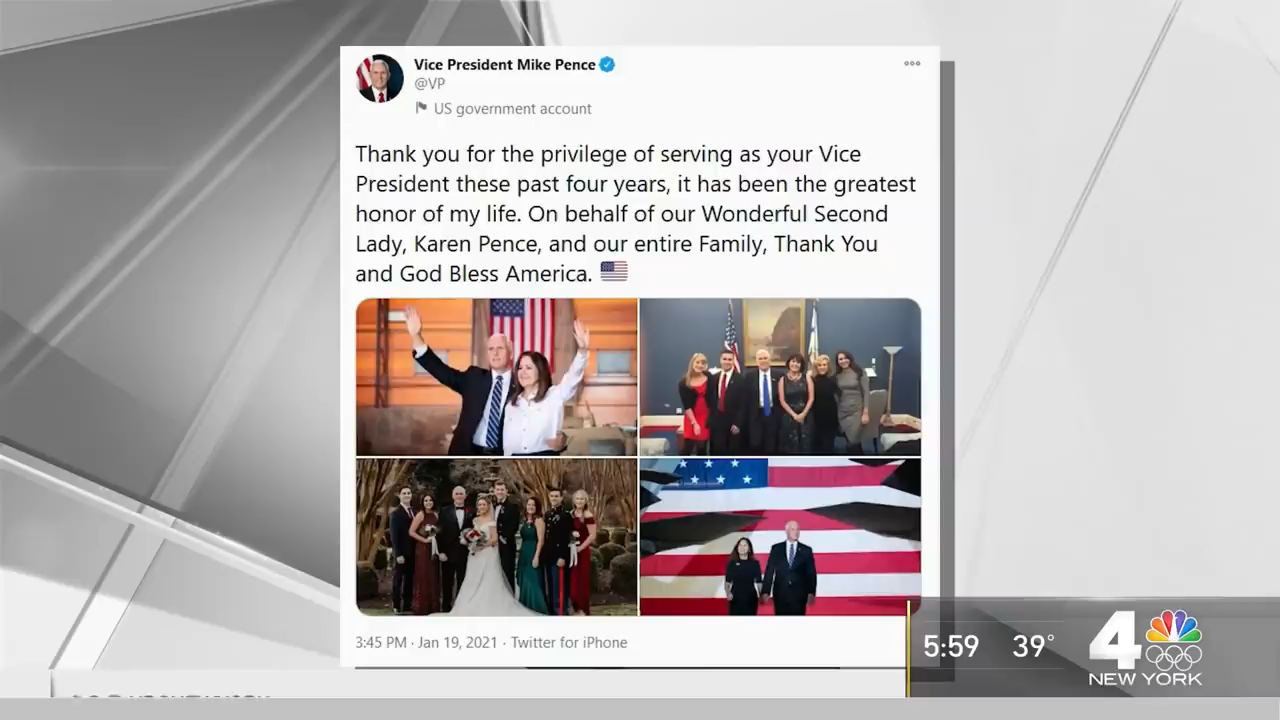 Vice President Mike Pence
@VP
US government account
Thank you for the privilege of serving as your Vice
President these past four years, it has been the greatest
honor of my life. On behalf of our Wonderful Second
Lady, Karen Pence, and our entire Family, Thank You
and God Bless America.
3:45 PM · Jan 19, 2021 · Twitter for iPhone
5:59 39° 4
NEW YORK